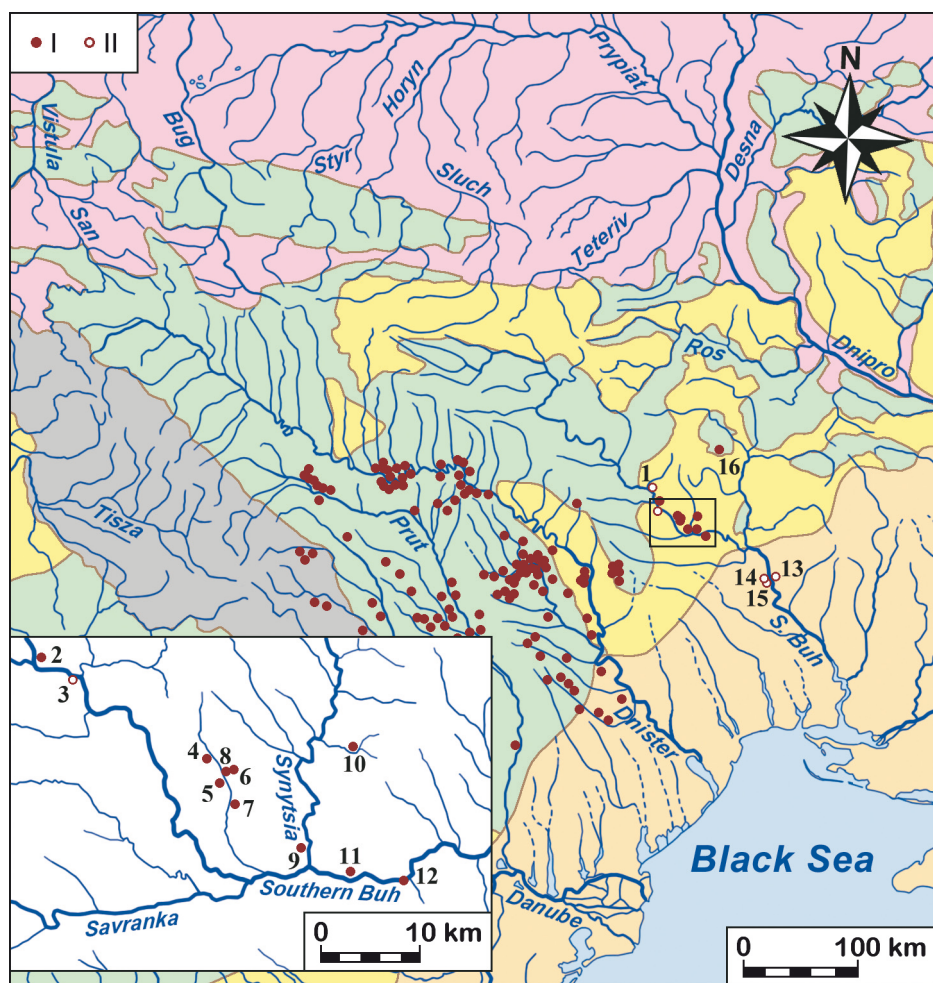 I II
N
Vistula
Bug
Horyn
Prypiat
Desna
Styr
Sluch
San
Teteriv
Dnipro
Ros
16
1
Prut
Tisza
14 13
15
S. Buh
Dnister
Black Sea
Danube
2
3
4
8
6
5
7
Synytsia
10
9
11
12
Southern Buh
Savranka
0 10 km
0 100 km